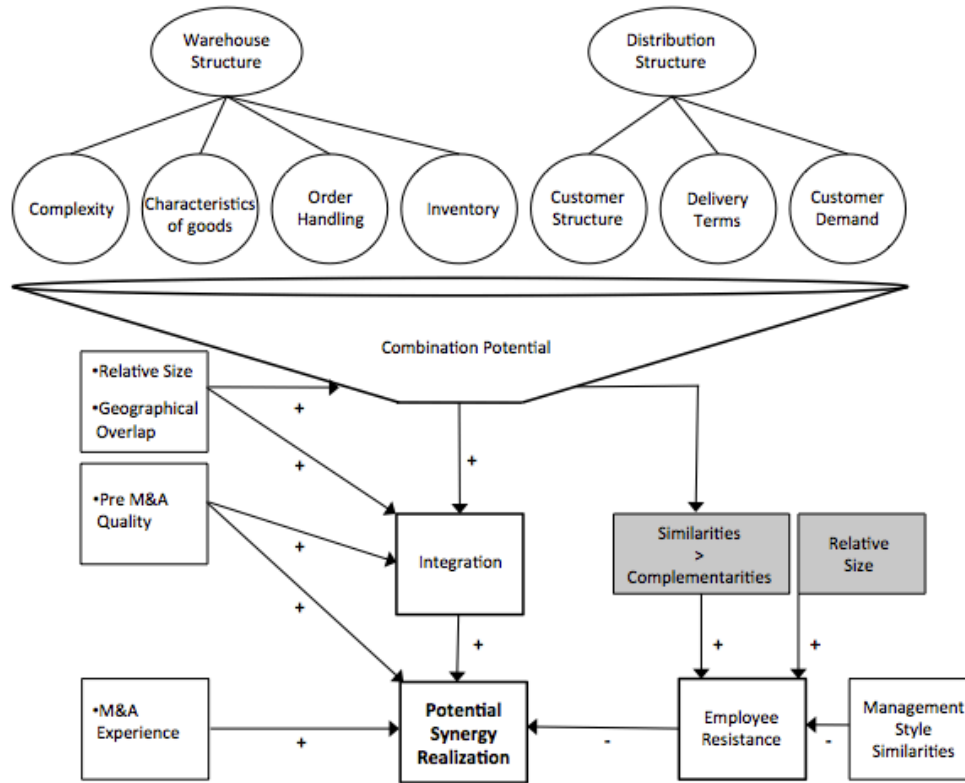 Warehouse
Structure
Distribution
Structure
Complexity
Characteristics
of goods
Order
Handling
Inventory
Customer
Structure
Delivery
Terms
Customer
Demand
Combination Potential
•Relative Size
•Geographical
Overlap
+
+
+
•Pre M&A
Quality
+
+
Integration
Similarities
>
Complementarities
Relative
Size
+
+
+
•M&A
Experience
+
Potential
Synergy
Realization
-
Employee
Resistance
-
Management
Style
Similarities